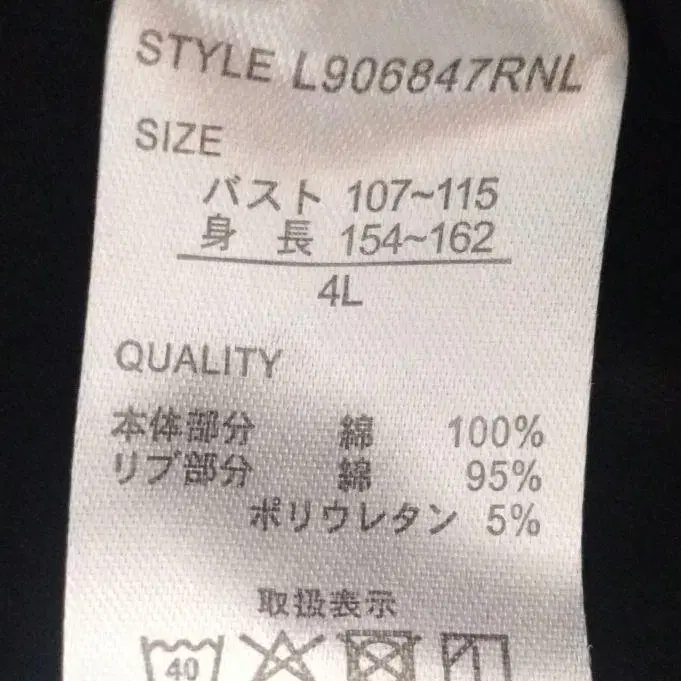 STYLE L906847RNL
SIZE
バスト 107~115
身 長 154~162
4L
QUALITY
本体部分 綿 100%
リブ部分 綿 95%
ポリウレタン 5%
取扱表示
40